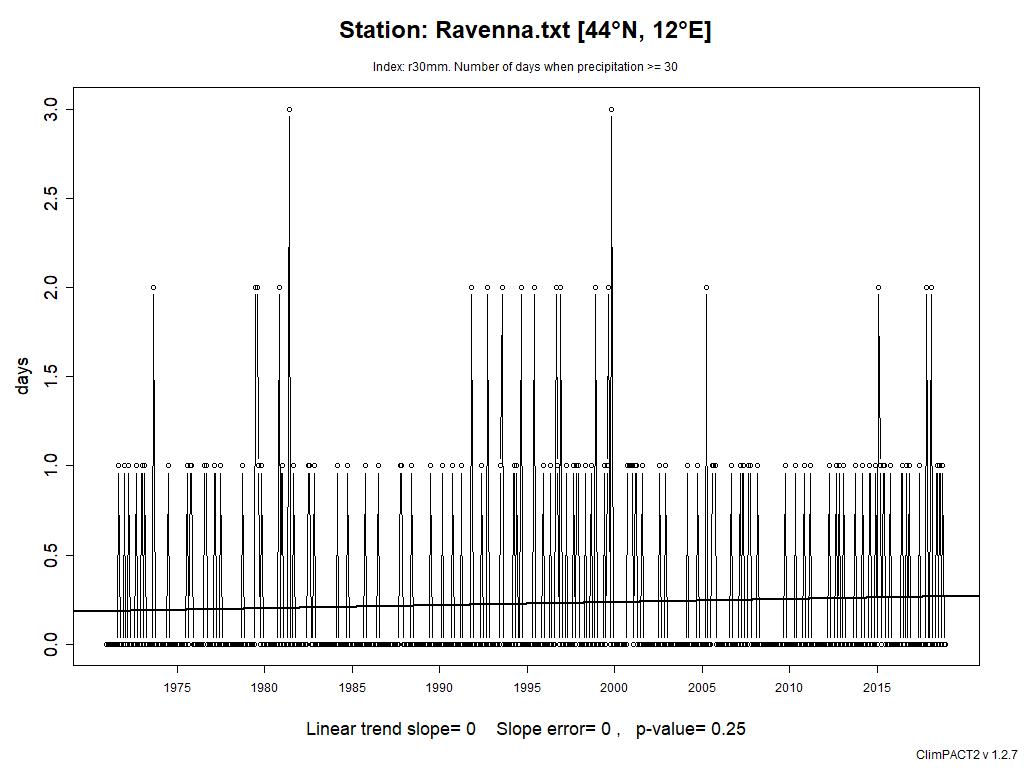 Station: Ravenna.txt [44°N, 12°E]
Index: r30mm. Number of days when precipitation >= 30
3.0
2.5
2.0
1.5
1.0
0.5
0.0
days
1975 1980 1985 1990 1995 2000 2005 2010 2015
Linear trend slope= 0 Slope error= 0 , p-value= 0.25
ClimPACT2 v 1.2.7